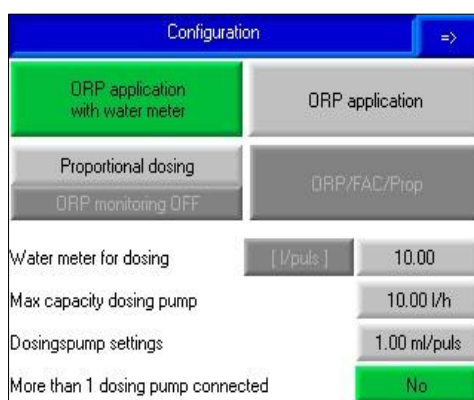 Configuration
=>
ORP application
with water meter
ORP application
Proportional dosing
ORP monitoring OFF
ORP/FAC/Prop
Water meter for dosing [ l/puls ] 10.00
Max capacity dosing pump 10.00 l/h
Dosingspump settings 1.00 ml/puls
More than 1 dosing pump connected No